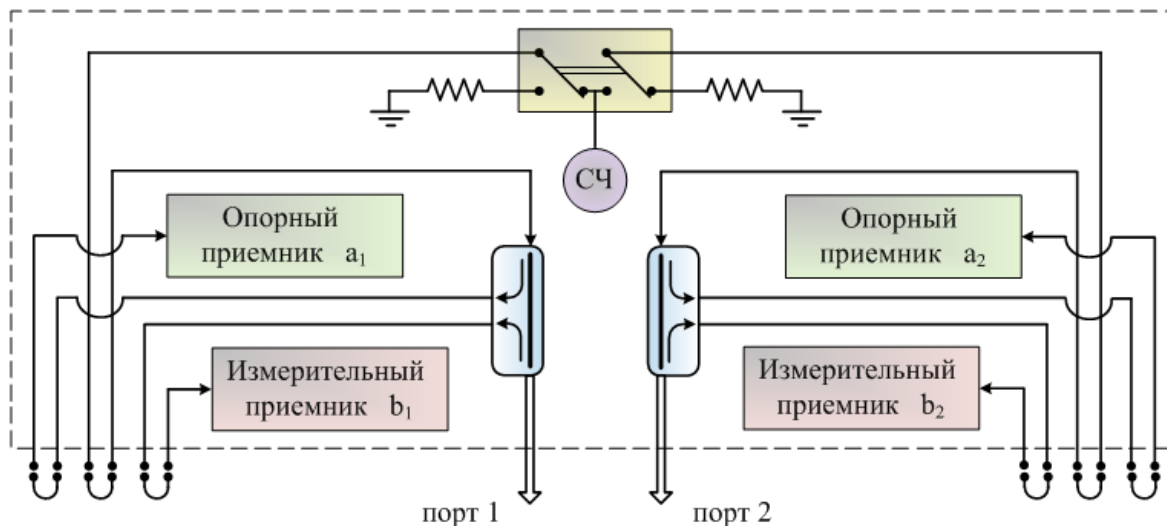 СЧ
Опорный
приемник a₁
Опорный
приемник a₂
Измерительный
приемник b₁
Измерительный
приемник b₂
порт 1
порт 2